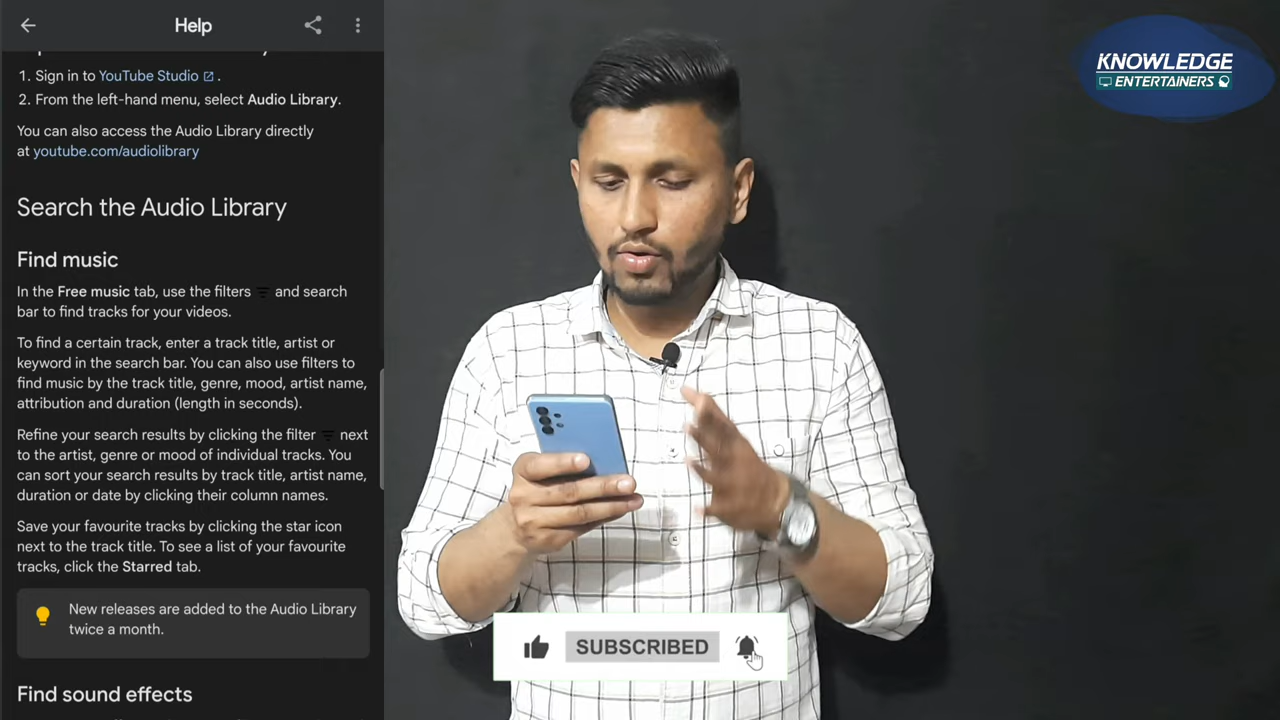 Help
1. Sign in to YouTube Studio .
2. From the left-hand menu, select Audio Library.
You can also access the Audio Library directly
at youtube.com/audiolibrary
Search the Audio Library
Find music
In the Free music tab, use the filters and search
bar to find tracks for your videos.
To find a certain track, enter a track title, artist or
keyword in the search bar. You can also use filters to
find music by the track title, genre, mood, artist name,
attribution and duration (length in seconds).
Refine your search results by clicking the filter next
to the artist, genre or mood of individual tracks. You
can sort your search results by track title, artist name,
duration or date by clicking their column names.
Save your favourite tracks by clicking the star icon
next to the track title. To see a list of your favourite
tracks, click the Starred tab.
New releases are added to the Audio Library
twice a month.
Find sound effects
KNOWLEDGE
ENTERTAINERS
SUBSCRIBED